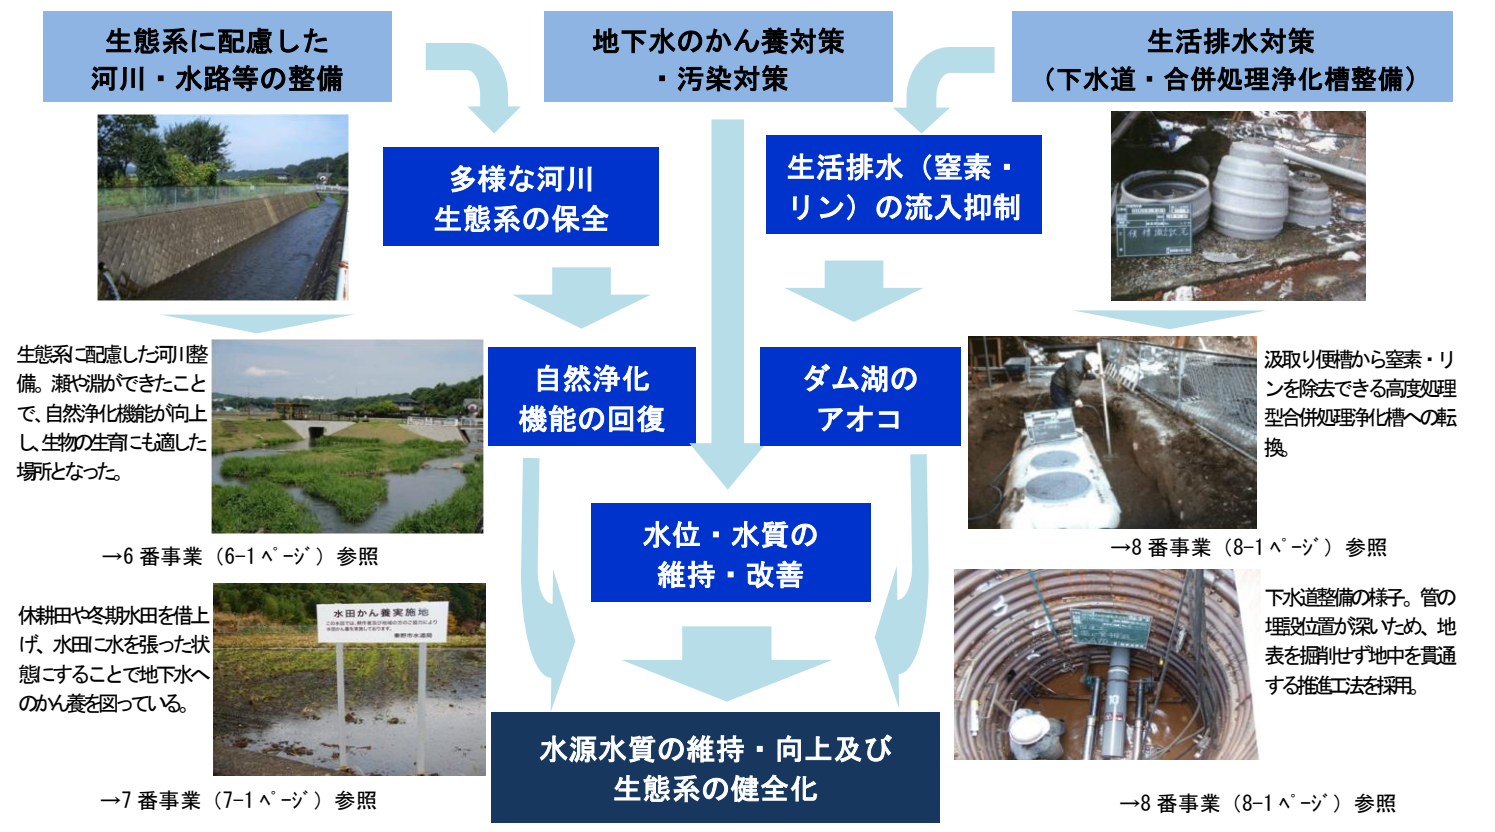 生態系に配慮した
河川・水路等の整備
地下水のかん養対策
・汚染対策
生活排水対策
（下水道・合併処理浄化槽整備）
多様な河川
生態系の保全
生活排水（窒素・
リン）の流入抑制
自然浄化
機能の回復
ダム湖の
アオコ
水位・水質の
維持・改善
水源水質の維持・向上及び
生態系の健全化
生態系に配慮した河川整
備。瀬や淵ができたこと
で、自然浄化機能が向上
し、生物の生育にも適した
場所となった。
→6 番事業（6-1 ﾍﾟｰｼﾞ）参照
休耕田や冬期水田を借上
げ、水田に水を張った状
態にすることで地下水へ
のかん養を図っている。
水田かん養実施地
秦野市水道局
→7 番事業（7-1 ﾍﾟｰｼﾞ）参照
汲取り便槽から窒素・リ
ンを除去できる高度処理
型合併処理浄化槽への転
換。
→8 番事業（8-1 ﾍﾟｰｼﾞ）参照
下水道整備の様子。管の
埋設位置が深いため、地
表を掘削せず地中を貫通
する推進工法を採用。
→8 番事業（8-1 ﾍﾟｰｼﾞ）参照